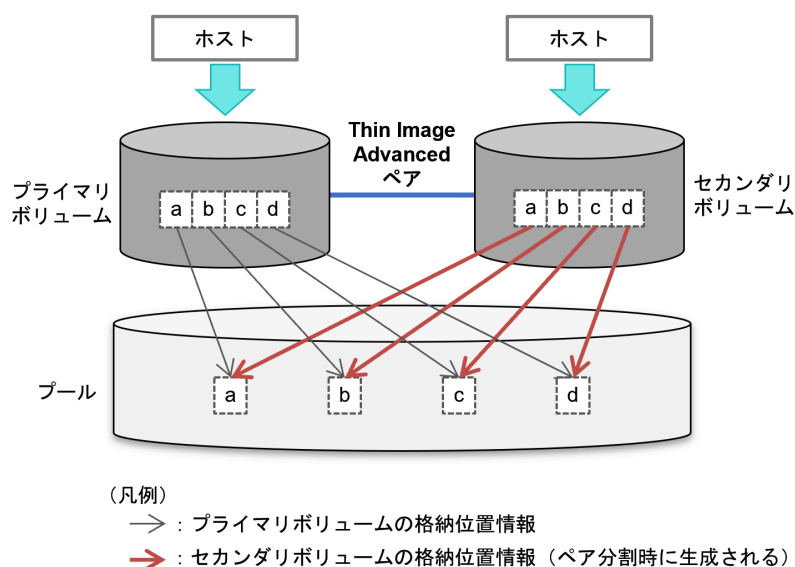 ホスト
ホスト
Thin Image
Advanced
ペア
プライマリ
ボリューム
a b c d
セカンダリ
ボリューム
a b c d
プール
a b c d
（凡例）
：プライマリボリュームの格納位置情報
：セカンダリボリュームの格納位置情報（ペア分割時に生成される）